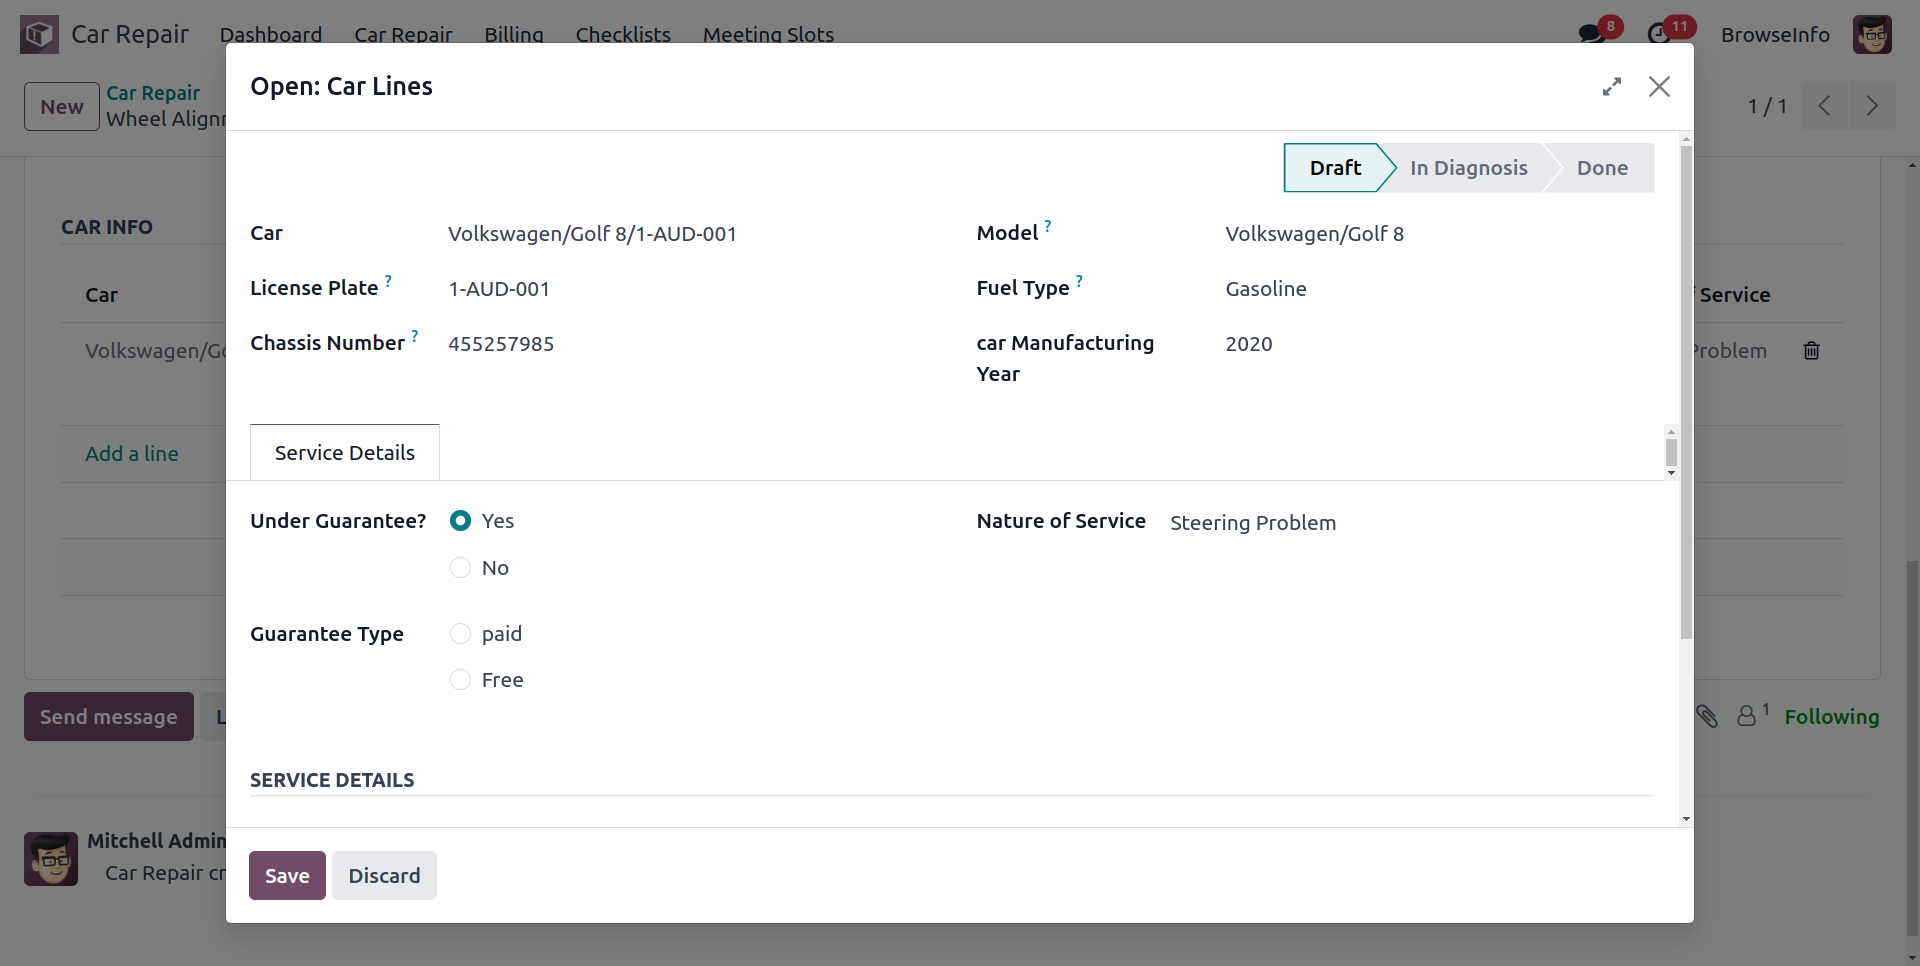 Car Repair Dashboard Car Repair Billing Checklists Meeting Slots 8 11 BrowseInfo
New Car Repair
Wheel Alignm
1 / 1
Open: Car Lines
Draft In Diagnosis Done
CAR INFO
Car
Service
Volkswagen/Go
Problem
Add a line
Car Volkswagen/Golf 8/1-AUD-001 Model ? Volkswagen/Golf 8
License Plate ? 1-AUD-001 Fuel Type ? Gasoline
Chassis Number ? 455257985 car Manufacturing 2020
Year
Service Details
Under Guarantee? Yes Nature of Service Steering Problem
No
Guarantee Type paid
Free
SERVICE DETAILS
Save Discard
Send message L
1 Following
Mitchell Admin
Car Repair cr